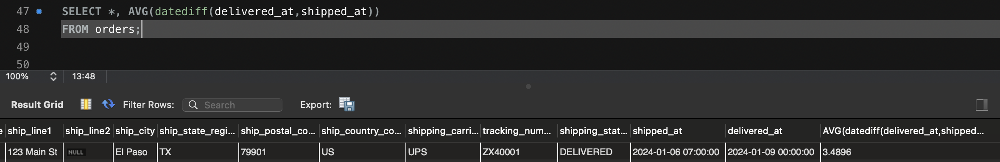 47 SELECT *, AVG(datediff(delivered_at,shipped_at))
48 FROM orders;
49
50
100% 13:48
Result Grid Filter Rows: Search Export:
e ship_line1 ship_line2 ship_city ship_state_regi... ship_postal_co... ship_country_co... shipping_carri... tracking_num... shipping_stat... shipped_at delivered_at AVG(datediff(delivered_at,shipped...
123 Main St NULL El Paso TX 79901 US UPS ZX40001 DELIVERED 2024-01-06 07:00:00 2024-01-09 00:00:00 3.4896